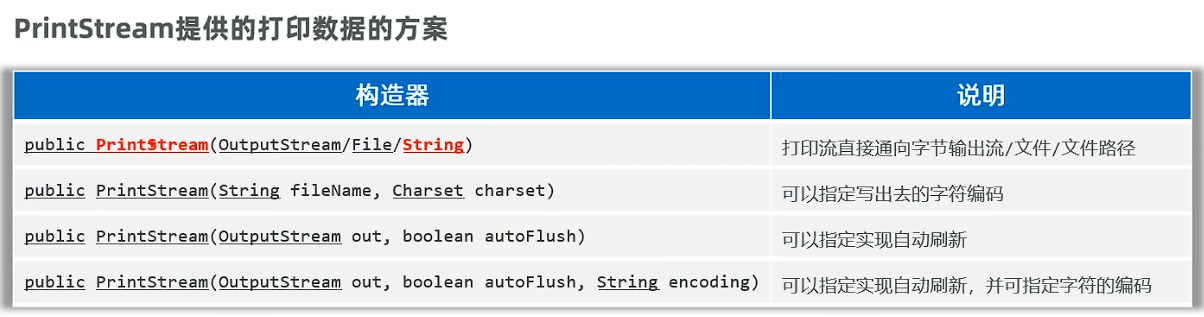 PrintStream提供的打印数据的方案
构造器 说明
public PrintStream(OutputStream/File/String) 打印流直接通向字节输出流/文件/文件路径
public PrintStream(String fileName, Charset charset) 可以指定写出去的字符编码
public PrintStream(OutputStream out, boolean autoFlush) 可以指定实现自动刷新
public PrintStream(OutputStream out, boolean autoFlush, String encoding) 可以指定实现自动刷新，并可指定字符的编码